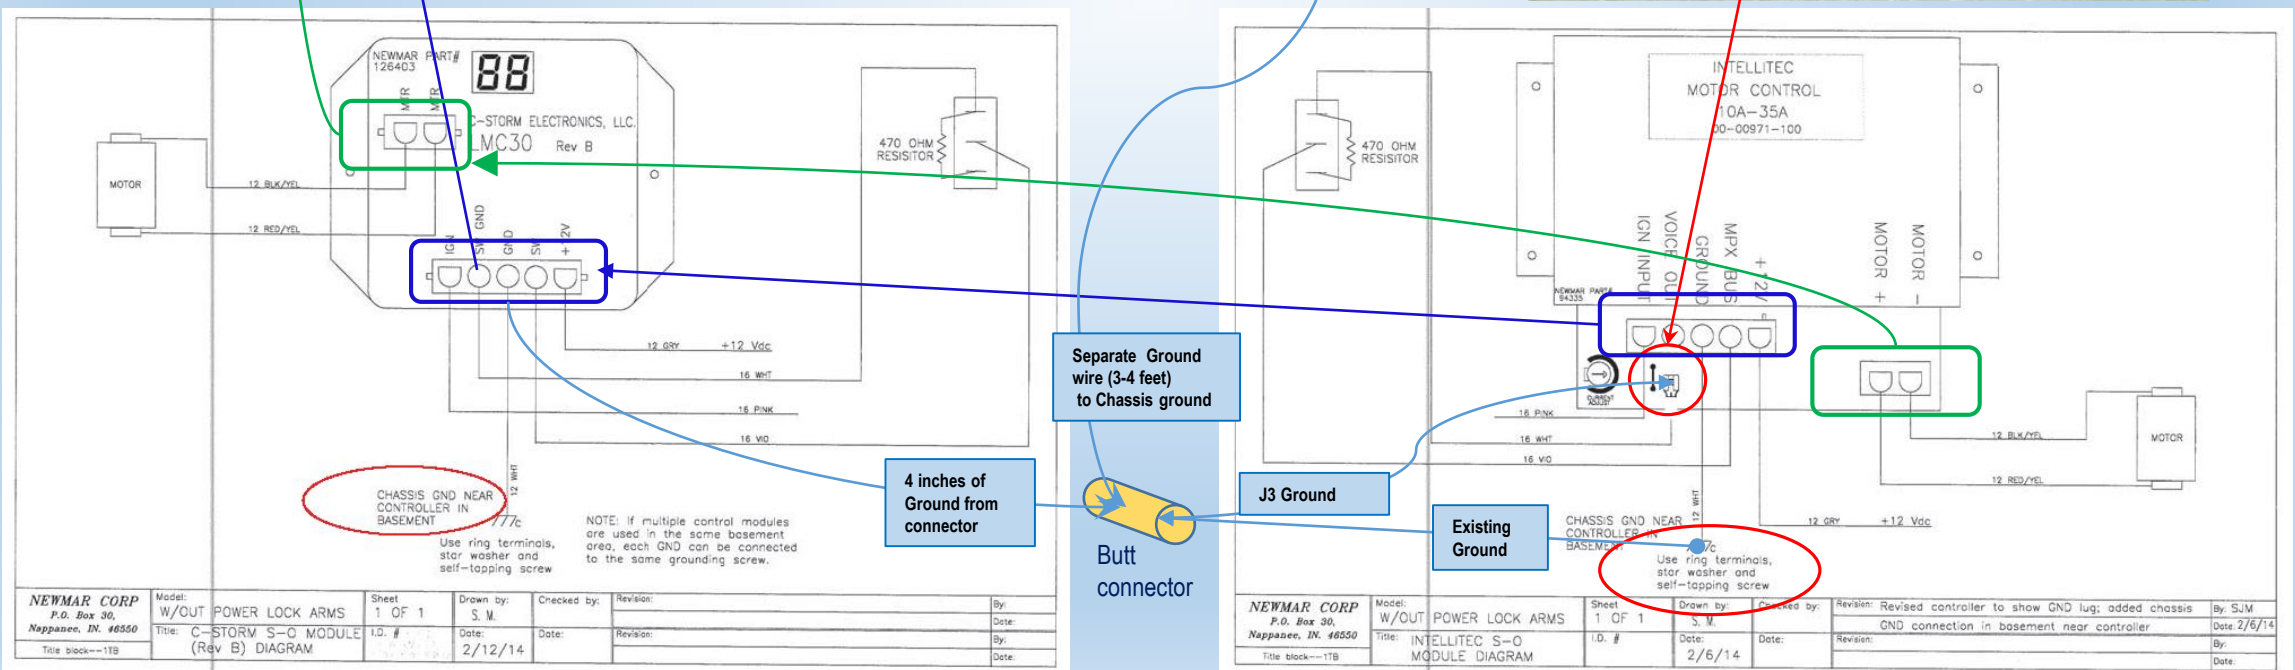 NEWMAR PART#
126403
88
MTR
MTR
C-STORM ELECTRONICS, LLC.
LMC30 Rev B
470 OHM
RESISITOR
MOTOR
12 BLK/YEL
12 RED/YEL
IGN
SW GND
GND
SW
+12V
12 GRY +12 Vdc
16 WHT
16 PINK
16 VIO
12 WHT
CHASSIS GND NEAR
CONTROLLER IN
BASEMENT
Use ring terminals,
star washer and
self-tapping screw
NOTE: If multiple control modules
are used in the same basement
area, each GND can be connected
to the same grounding screw.
4 inches of
Ground from
connector
NEWMAR CORP
P.O. Box 30,
Nappanee, IN. 46550
Title block--1TB
Model:
W/OUT POWER LOCK ARMS
Title: C-STORM S-O MODULE
(Rev B) DIAGRAM
Sheet
1 OF 1
I.D. #
Drawn by:
S. M.
Date:
2/12/14
Checked by:
Date:
Revision:
Revision:
By:
Date:
By:
Date:
Separate Ground
wire (3-4 feet)
to Chassis ground
Butt
connector
J3 Ground
Existing
Ground
INTELLITEC
MOTOR CONTROL
10A-35A
00-00971-100
470 OHM
RESISITOR
IGN INPUT
VOICE OUT
GROUND
MPX BUS
+12V
MOTOR +
MOTOR -
NEWMAR PART#
94335
CURRENT
ADJUST
16 PINK
16 WHT
16 VIO
12 WHT
12 BLK/YEL
MOTOR
12 RED/YEL
12 GRY +12 Vdc
CHASSIS GND NEAR
CONTROLLER IN
BASEMENT
Use ring terminals,
star washer and
self-tapping screw
NEWMAR CORP
P.O. Box 30,
Nappanee, IN. 46550
Title block--1TB
Model:
W/OUT POWER LOCK ARMS
Title: INTELLITEC S-O
MODULE DIAGRAM
Sheet
1 OF 1
I.D. #
Drawn by:
S. M.
Date:
2/6/14
Checked by:
Date:
Revision: Revised controller to show GND lug; added chassis
GND connection in basement near controller
Revision:
By: SJM
Date: 2/6/14
By:
Date: